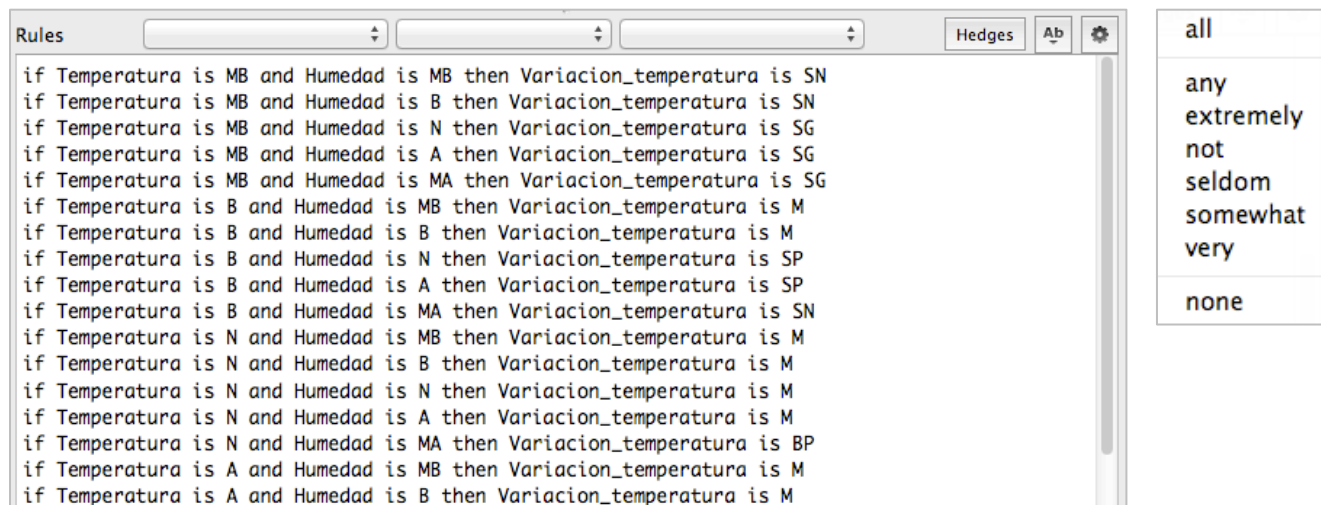 Rules
Hedges
Ab
if Temperatura is MB and Humedad is MB then Variacion_temperatura is SN
if Temperatura is MB and Humedad is B then Variacion_temperatura is SN
if Temperatura is MB and Humedad is N then Variacion_temperatura is SG
if Temperatura is MB and Humedad is A then Variacion_temperatura is SG
if Temperatura is MB and Humedad is MA then Variacion_temperatura is SG
if Temperatura is B and Humedad is MB then Variacion_temperatura is M
if Temperatura is B and Humedad is B then Variacion_temperatura is M
if Temperatura is B and Humedad is N then Variacion_temperatura is SP
if Temperatura is B and Humedad is A then Variacion_temperatura is SP
if Temperatura is B and Humedad is MA then Variacion_temperatura is SN
if Temperatura is N and Humedad is MB then Variacion_temperatura is M
if Temperatura is N and Humedad is B then Variacion_temperatura is M
if Temperatura is N and Humedad is N then Variacion_temperatura is M
if Temperatura is N and Humedad is A then Variacion_temperatura is M
if Temperatura is N and Humedad is MA then Variacion_temperatura is BP
if Temperatura is A and Humedad is MB then Variacion_temperatura is M
if Temperatura is A and Humedad is B then Variacion_temperatura is M
all
any
extremely
not
seldom
somewhat
very
none